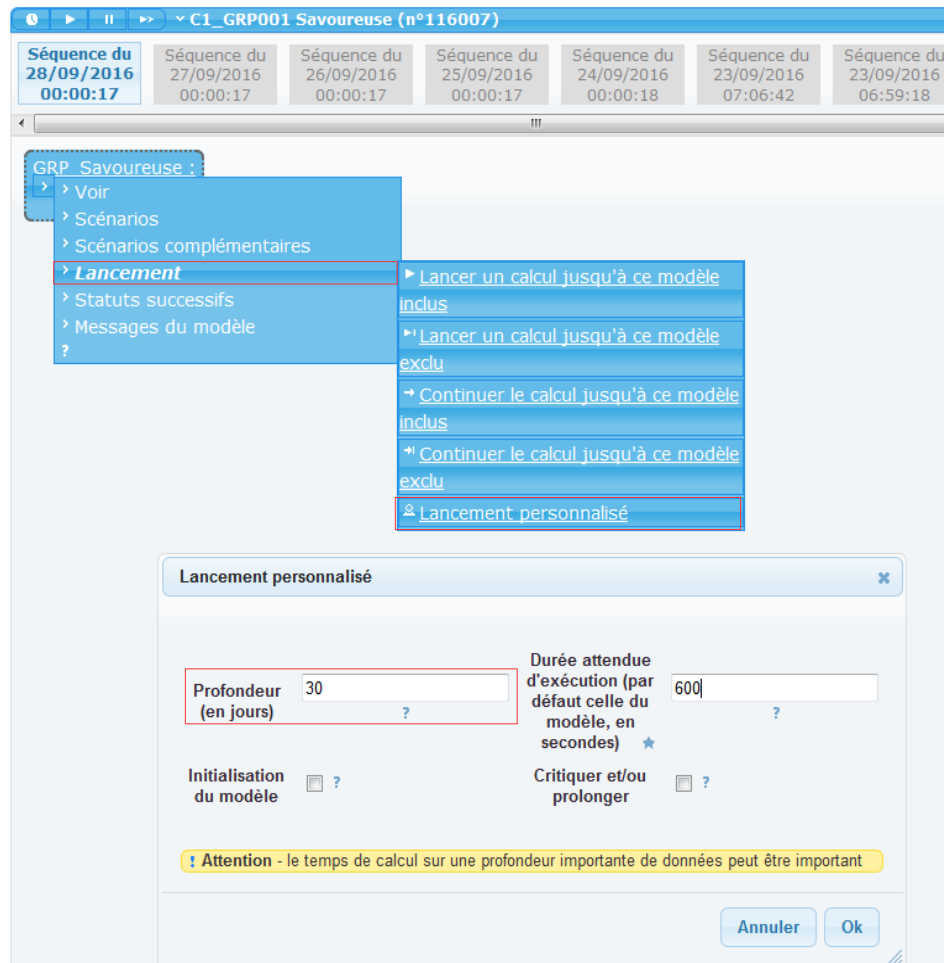 C1_GRP001 Savoureuse (n°116007)
Séquence du 28/09/2016 00:00:17
Séquence du 27/09/2016 00:00:17
Séquence du 26/09/2016 00:00:17
Séquence du 25/09/2016 00:00:17
Séquence du 24/09/2016 00:00:18
Séquence du 23/09/2016 07:06:42
Séquence du 23/09/2016 06:59:18
GRP_Savoureuse :
Voir
Scénarios
Scénarios complémentaires
Lancement
Statuts successifs
Messages du modèle
?
Lancer un calcul jusqu'à ce modèle
inclus
Lancer un calcul jusqu'à ce modèle
exclu
Continuer le calcul jusqu'à ce modèle
inclus
Continuer le calcul jusqu'à ce modèle
exclu
Lancement personnalisé
Lancement personnalisé
Profondeur
(en jours)
30
?
Durée attendue
d'exécution (par
défaut celle du
modèle, en
secondes)
600
?
Initialisation
du modèle
?
Critiquer et/ou
prolonger
?
! Attention - le temps de calcul sur une profondeur importante de données peut être important
Annuler
Ok